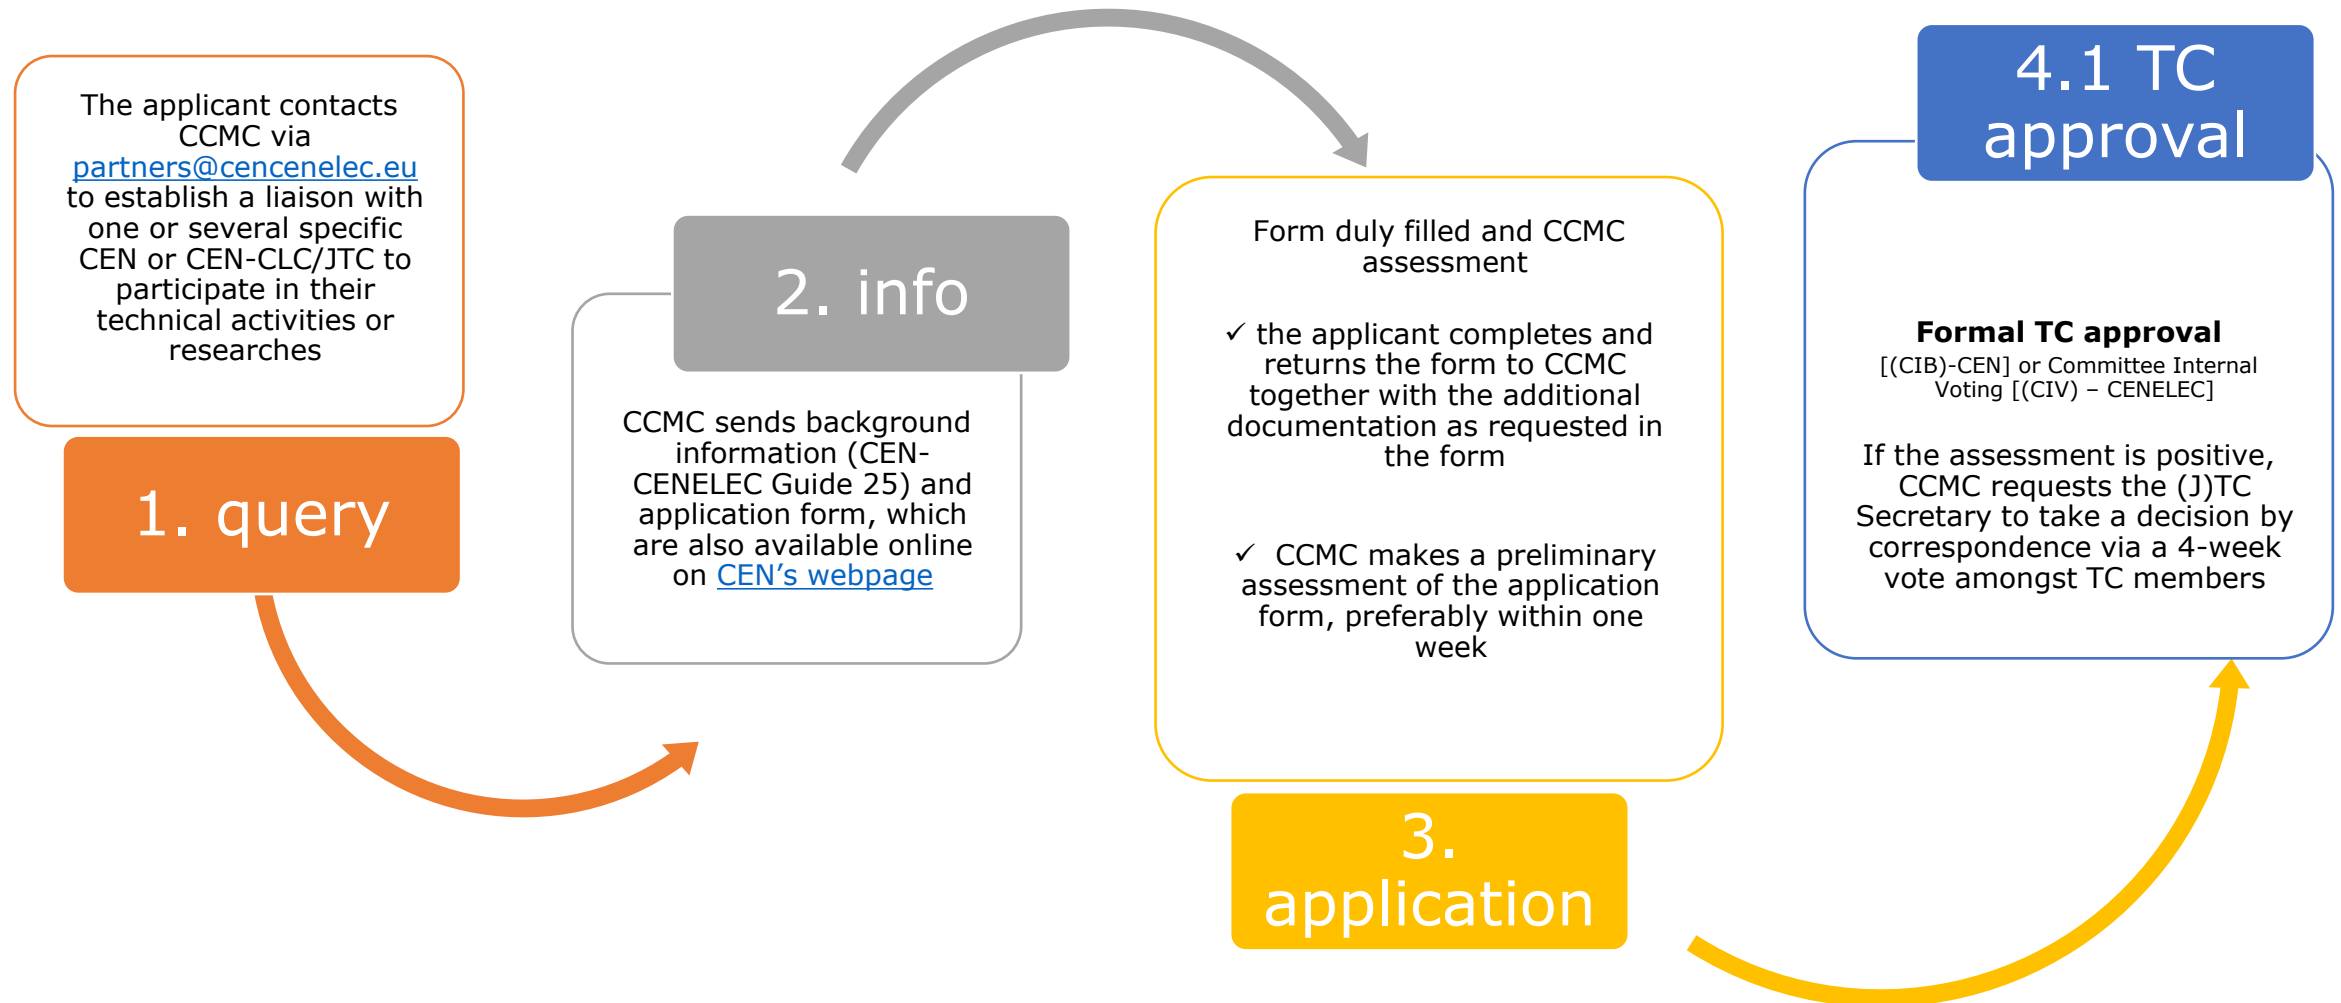 The applicant contacts
CCMC via
partners@cencenelec.eu
to establish a liaison with
one or several specific
CEN or CEN-CLC/JTC to
participate in their
technical activities or
researches
1. query
2. info
CCMC sends background
information (CEN-
CENELEC Guide 25) and
application form, which
are also available online
on CEN’s webpage
Form duly filled and CCMC
assessment
✓ the applicant completes and
returns the form to CCMC
together with the additional
documentation as requested in
the form
✓ CCMC makes a preliminary
assessment of the application
form, preferably within one
week
3.
application
4.1 TC
approval
Formal TC approval
[(CIB)-CEN] or Committee Internal
Voting [(CIV) – CENELEC]
If the assessment is positive,
CCMC requests the (J)TC
Secretary to take a decision by
correspondence via a 4-week
vote amongst TC members